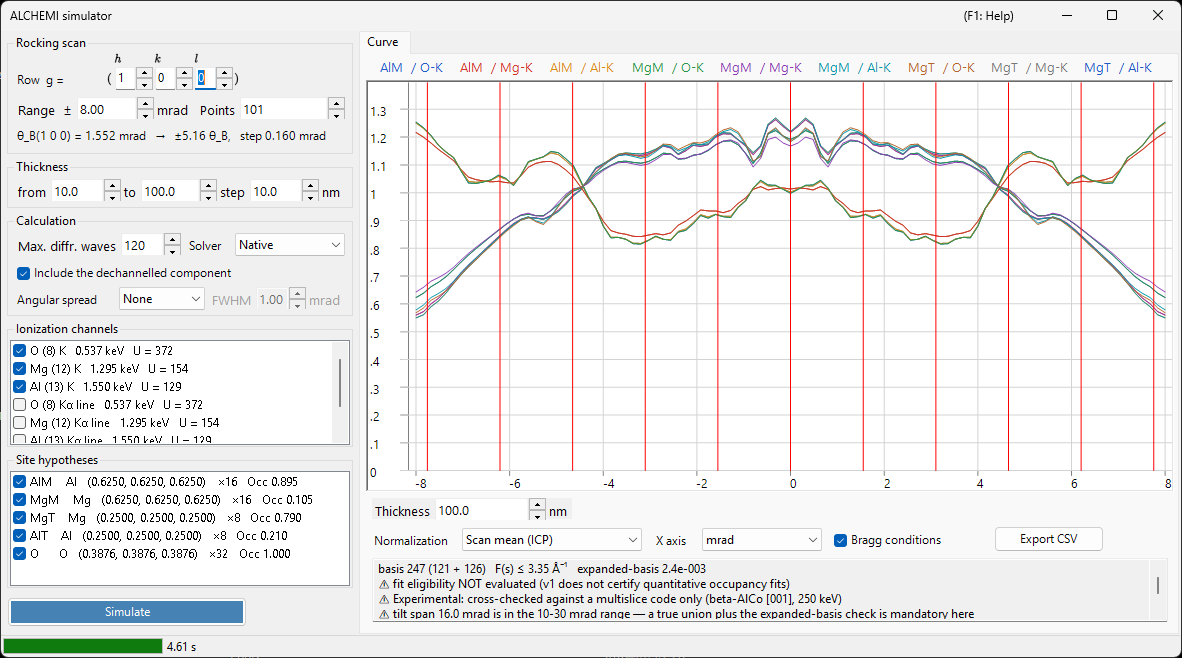 ALCHEMI simulator
(F1: Help)
Rocking scan
h k l
Row g = ( 1 0 0 )
Range ± 8.00 mrad Points 101
θ_B(1 0 0) = 1.552 mrad → ±5.16 θ_B, step 0.160 mrad
Thickness
from 10.0 to 100.0 step 10.0 nm
Calculation
Max. diffr. waves 120 Solver Native
Include the dechannelled component
Angular spread None FWHM 1.00 mrad
Ionization channels
O (8) K 0.537 keV U = 372
Mg (12) K 1.295 keV U = 154
Al (13) K 1.550 keV U = 129
O (8) Kα line 0.537 keV U = 372
Mg (12) Kα line 1.295 keV U = 154
Al (13) Kα line 1.550 keV U = 129
Site hypotheses
AlM Al (0.6250, 0.6250, 0.6250) ×16 Occ 0.895
MgM Mg (0.6250, 0.6250, 0.6250) ×16 Occ 0.105
MgT Mg (0.2500, 0.2500, 0.2500) ×8 Occ 0.790
AlT Al (0.2500, 0.2500, 0.2500) ×8 Occ 0.210
O O (0.3876, 0.3876, 0.3876) ×32 Occ 1.000
Simulate
4.61 s
Curve
AlM / O-K AlM / Mg-K AlM / Al-K MgM / O-K MgM / Mg-K MgM / Al-K MgT / O-K MgT / Mg-K MgT / Al-K
1.3
1.2
1.1
1
.9
.8
.7
.6
.5
.4
.3
.2
.1
0
-8 -6 -4 -2 0 2 4 6 8
Thickness 100.0 nm
Normalization Scan mean (ICP) X axis mrad Bragg conditions Export CSV
basis 247 (121 + 126) F(s) ≤ 3.35 Å⁻¹ expanded-basis 2.4e-003
⚠ fit eligibility NOT evaluated (v1 does not certify quantitative occupancy fits)
⚠ Experimental: cross-checked against a multislice code only (beta-AlCo [001], 250 keV)
⚠ tilt span 16.0 mrad is in the 10-30 mrad range — a true union plus the expanded-basis check is mandatory here